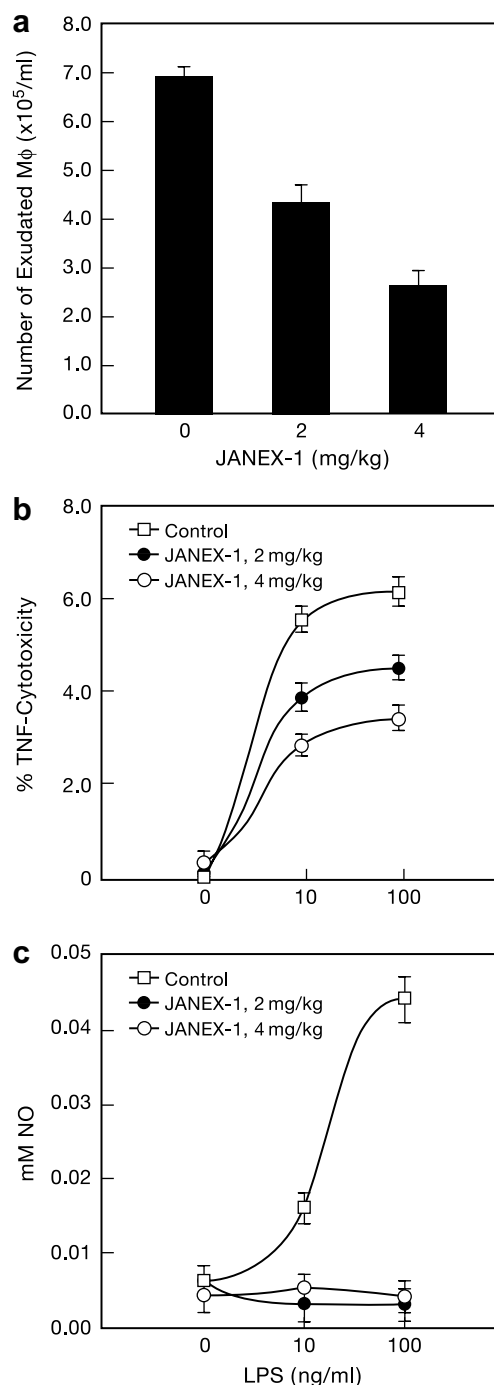 a
Number of Exudated Mϕ (x10⁵/ml)
8.0
7.0
6.0
5.0
4.0
3.0
2.0
1.0
0.0
0 2 4
JANEX-1 (mg/kg)
b
% TNF-Cytotoxicity
8.0
6.0
4.0
2.0
0
Control
JANEX-1, 2 mg/kg
JANEX-1, 4 mg/kg
0 10 100
c
mM NO
0.05
0.04
0.03
0.02
0.01
0.00
Control
JANEX-1, 2 mg/kg
JANEX-1, 4 mg/kg
0 10 100
LPS (ng/ml)